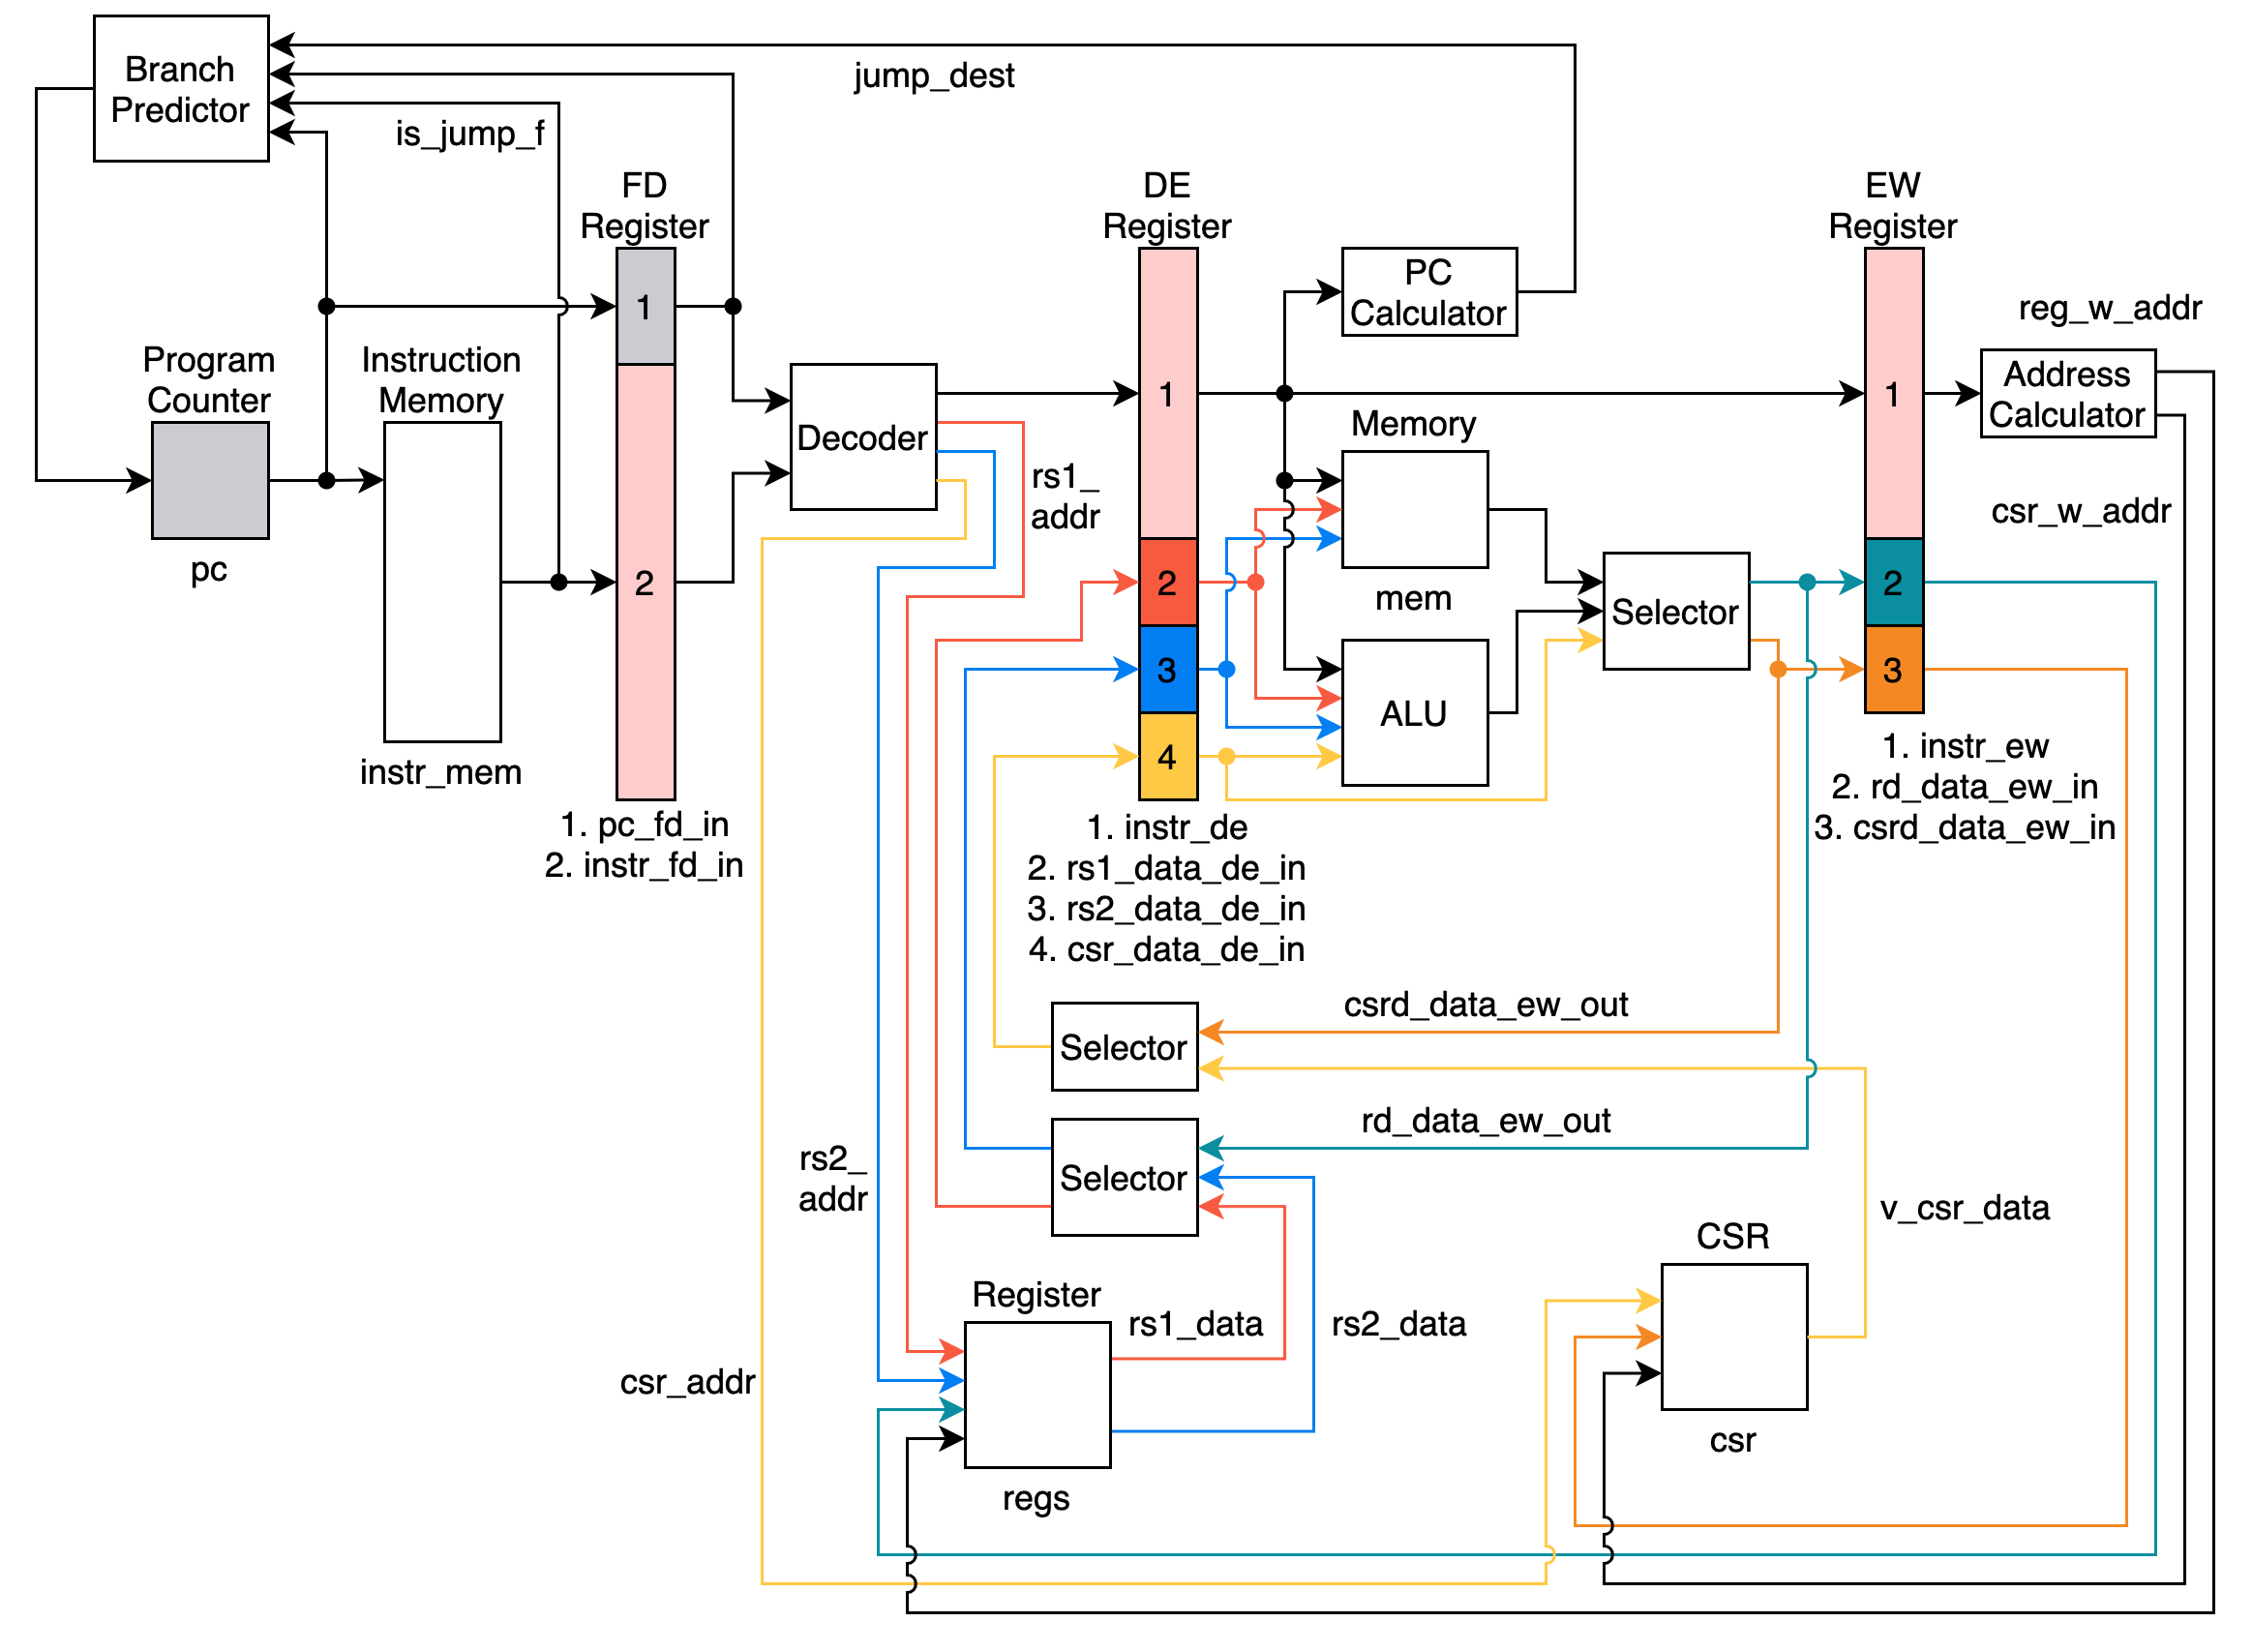 Branch
Predictor
jump_dest
is_jump_f
FD
Register
DE
Register
EW
Register
1
PC
Calculator
reg_w_addr
Program
Counter
Instruction
Memory
Decoder
1
1
Address
Calculator
Memory
rs1_
addr
csr_w_addr
pc
2
2
mem
Selector
2
3
3
ALU
4
instr_mem
1. pc_fd_in
2. instr_fd_in
1. instr_de
2. rs1_data_de_in
3. rs2_data_de_in
4. csr_data_de_in
1. instr_ew
2. rd_data_ew_in
3. csrd_data_ew_in
csrd_data_ew_out
Selector
rd_data_ew_out
rs2_
addr
Selector
v_csr_data
CSR
Register
rs1_data
rs2_data
csr_addr
csr
regs